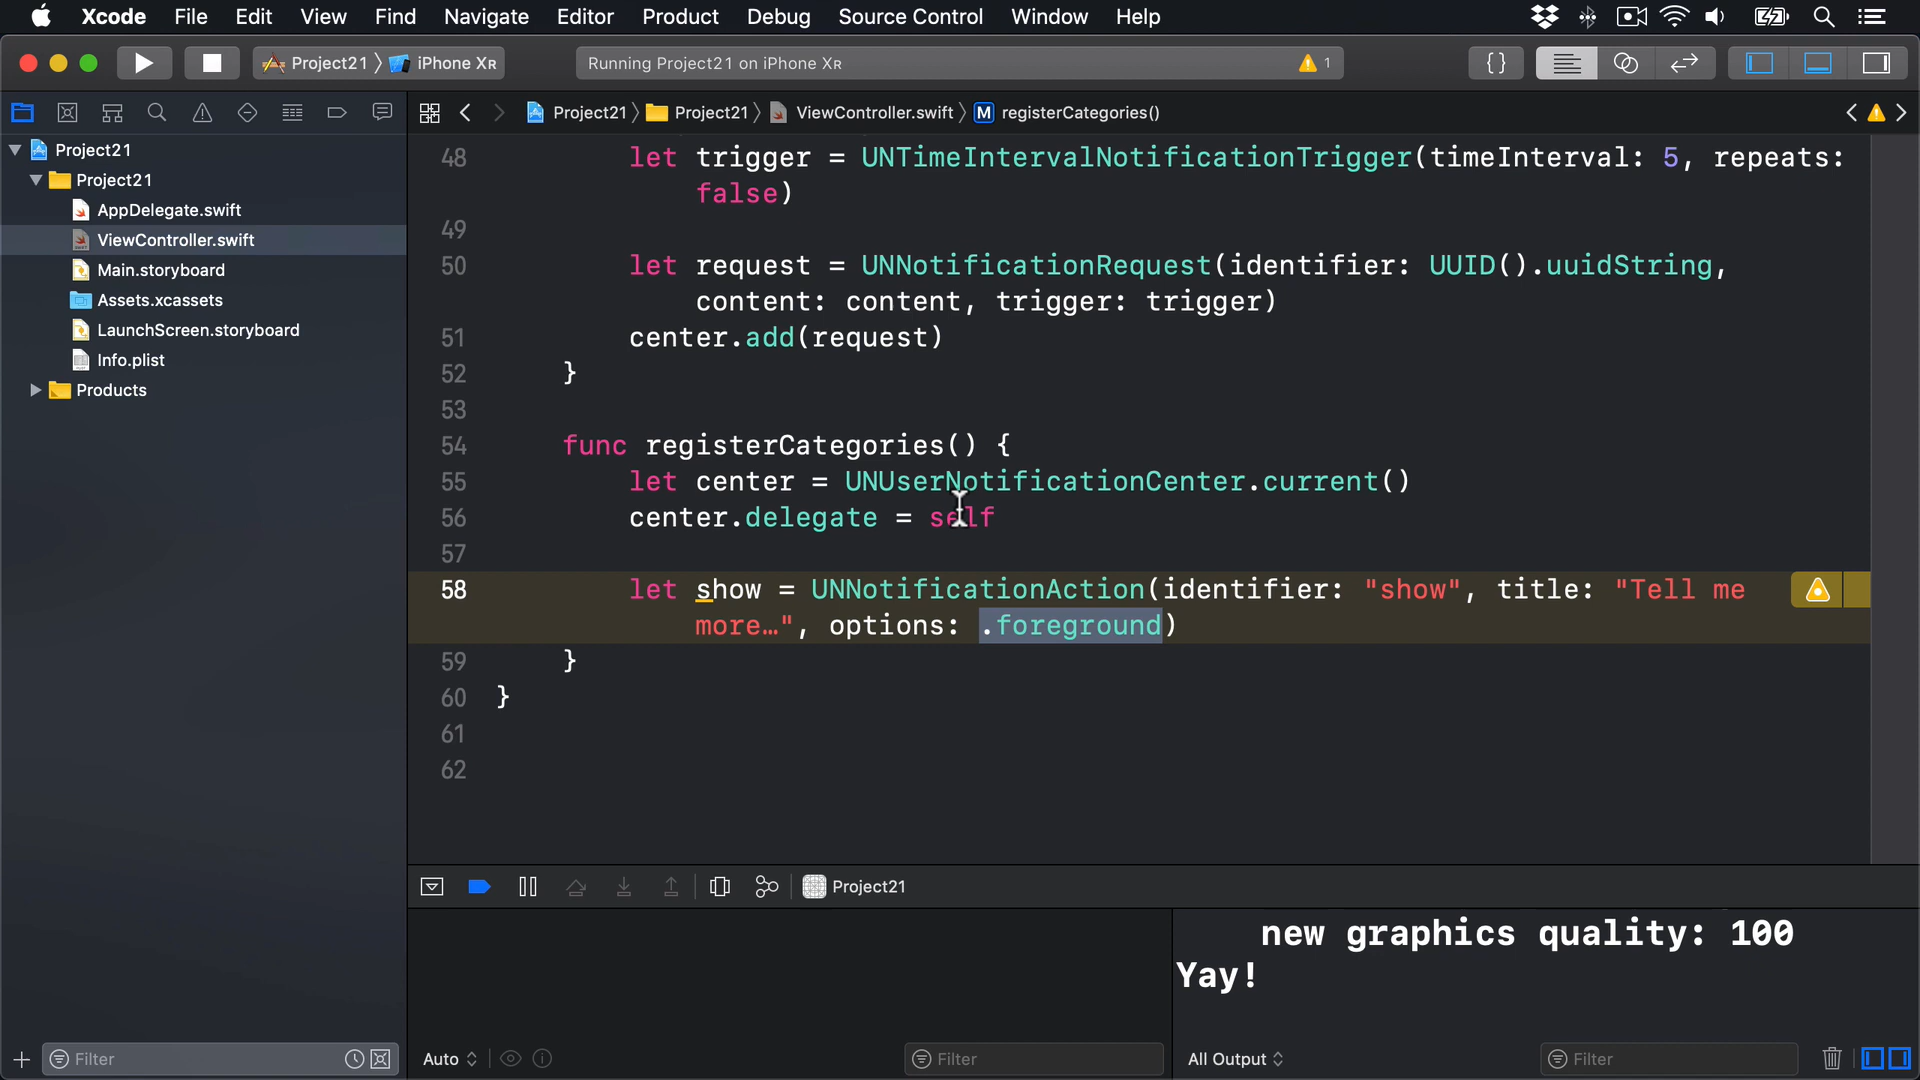 Xcode File Edit View Find Navigate Editor Product Debug Source Control Window Help
Project21 iPhone XR
Running Project21 on iPhone XR 1
Project21 Project21 ViewController.swift M registerCategories()
Project21
Project21
AppDelegate.swift
ViewController.swift
Main.storyboard
Assets.xcassets
LaunchScreen.storyboard
Info.plist
Products
48 let trigger = UNTimeIntervalNotificationTrigger(timeInterval: 5, repeats:
false)
49
50 let request = UNNotificationRequest(identifier: UUID().uuidString,
content: content, trigger: trigger)
51 center.add(request)
52 }
53
54 func registerCategories() {
55 let center = UNUserNotificationCenter.current()
56 center.delegate = self
57
58 let show = UNNotificationAction(identifier: "show", title: "Tell me
more…", options: .foreground)
59 }
60 }
61
62
Project21
new graphics quality: 100
Yay!
Filter
Auto
Filter
All Output
Filter